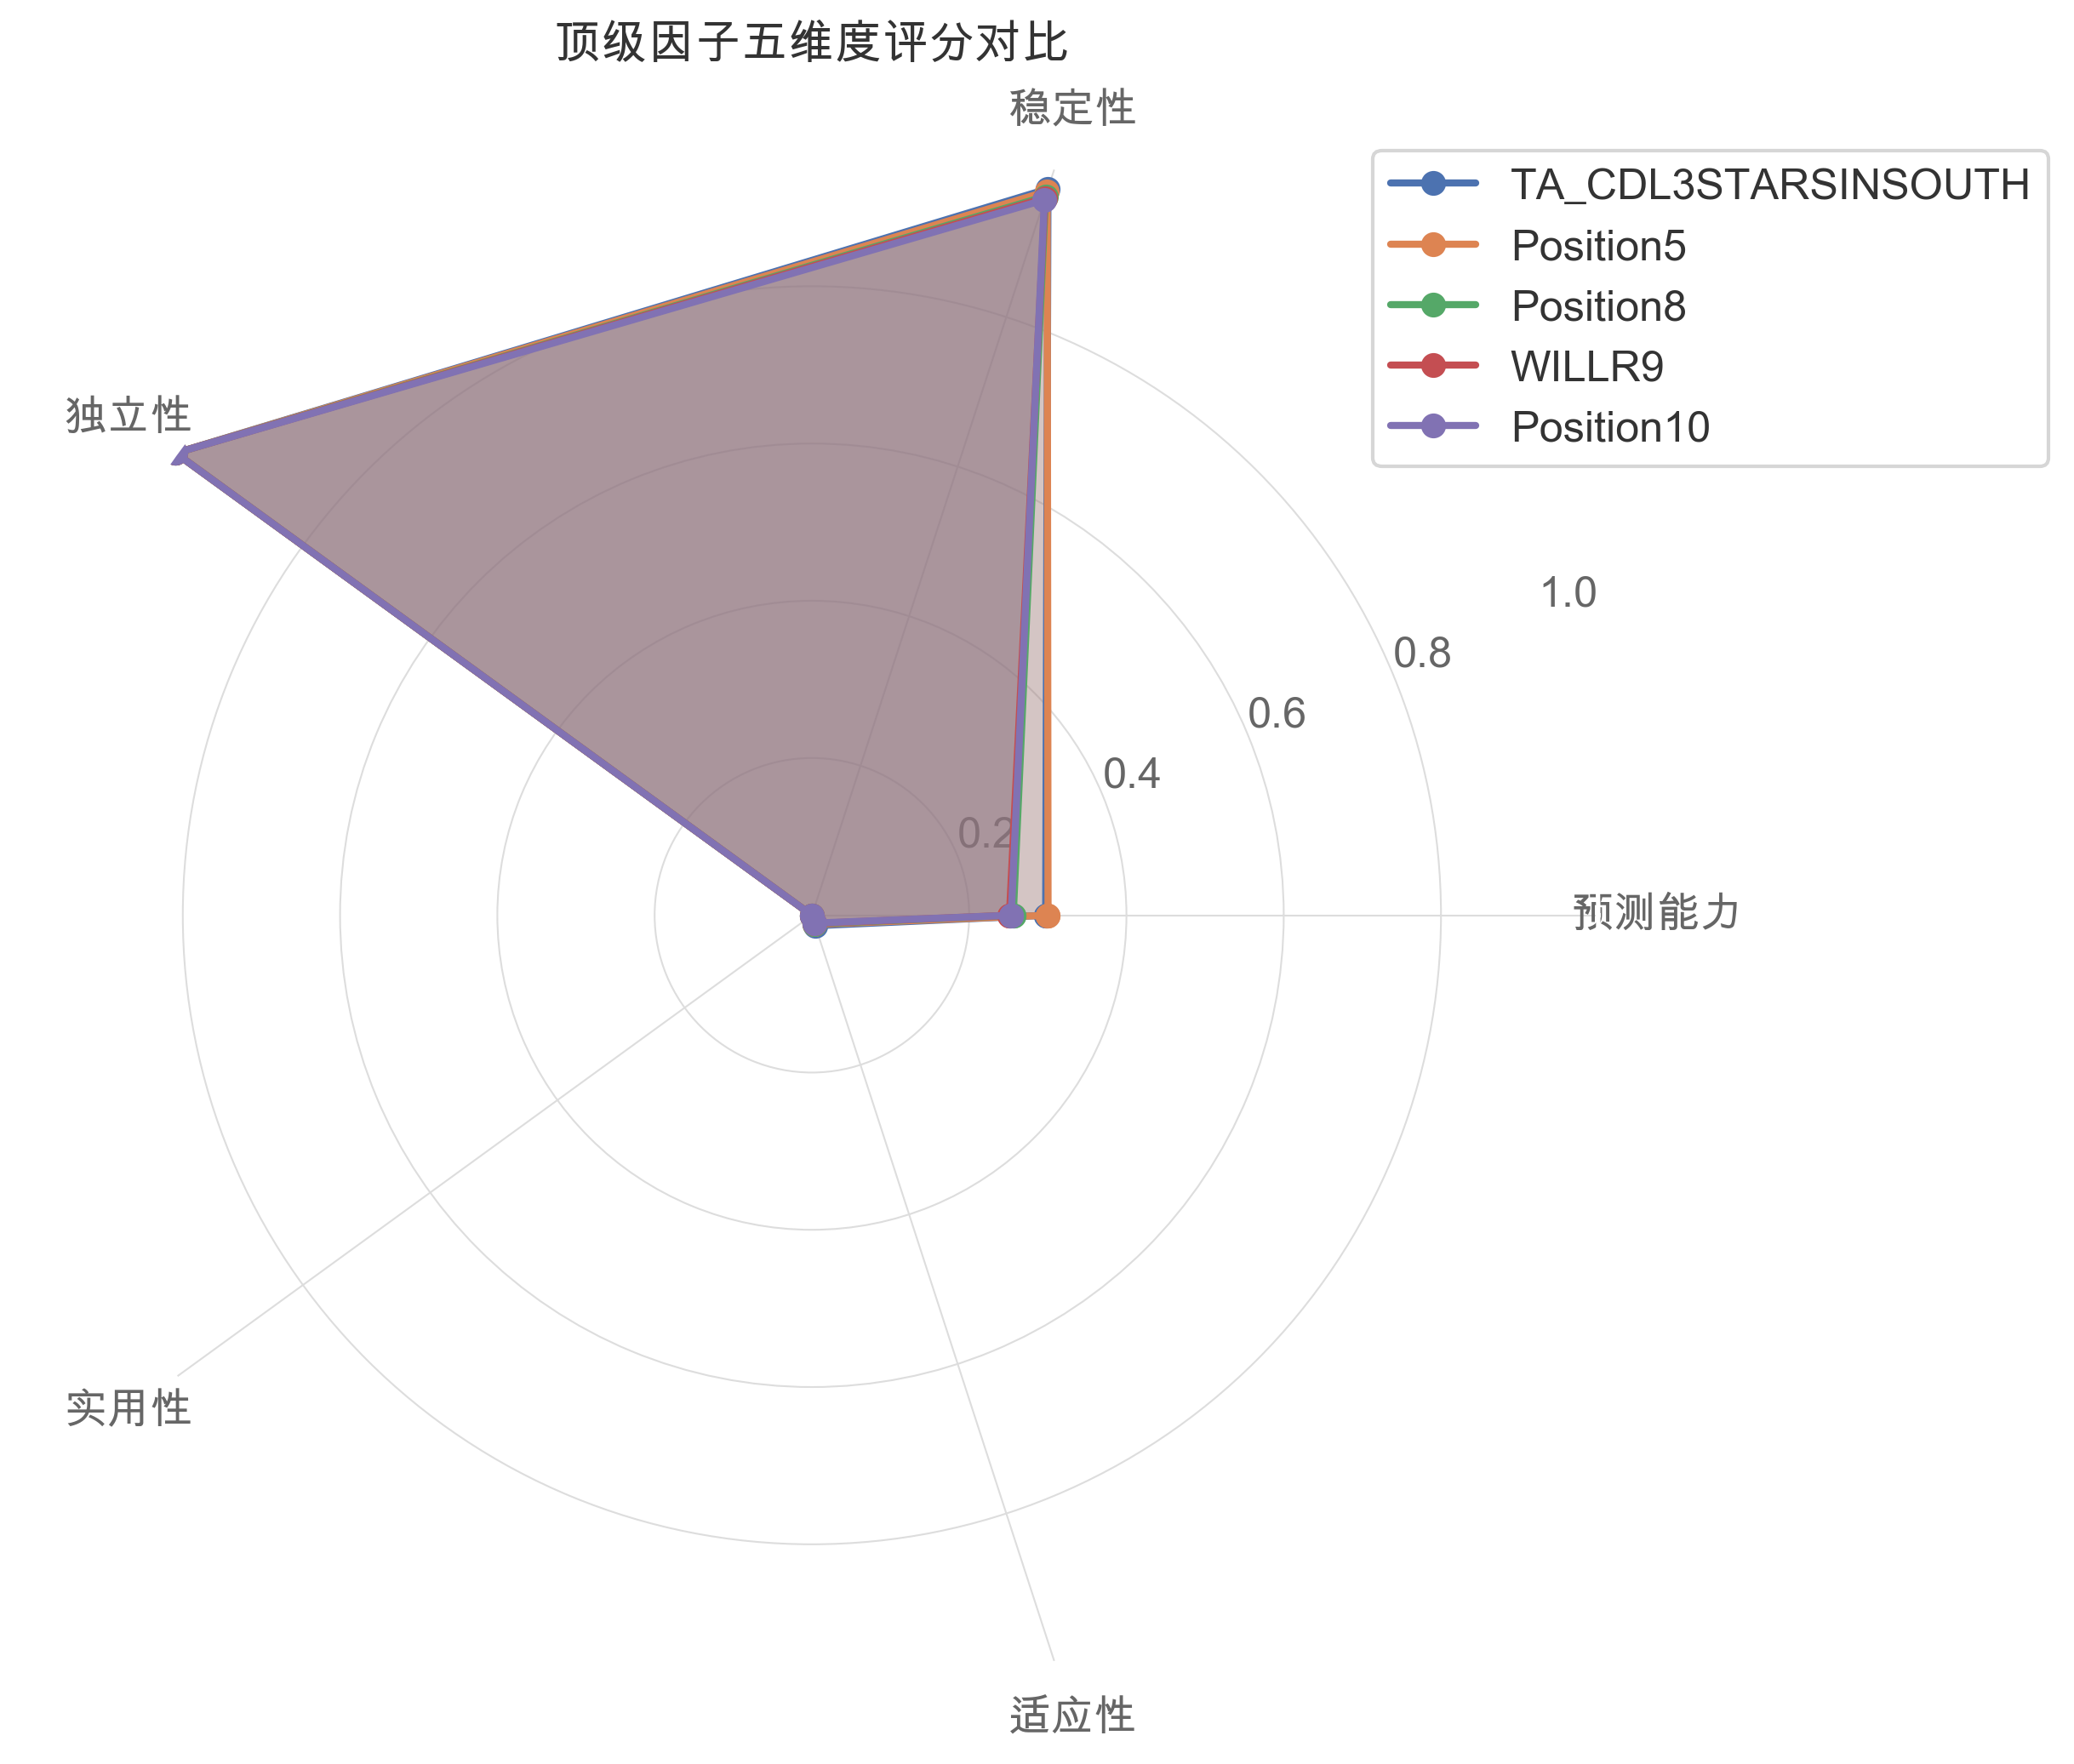 顶级因子五维度评分对比
稳定性
TA_CDL3STARSINSOUTH
Position5
Position8
WILLR9
Position10
独立性
1.0
0.8
0.6
0.4
0.2
预测能力
实用性
适应性